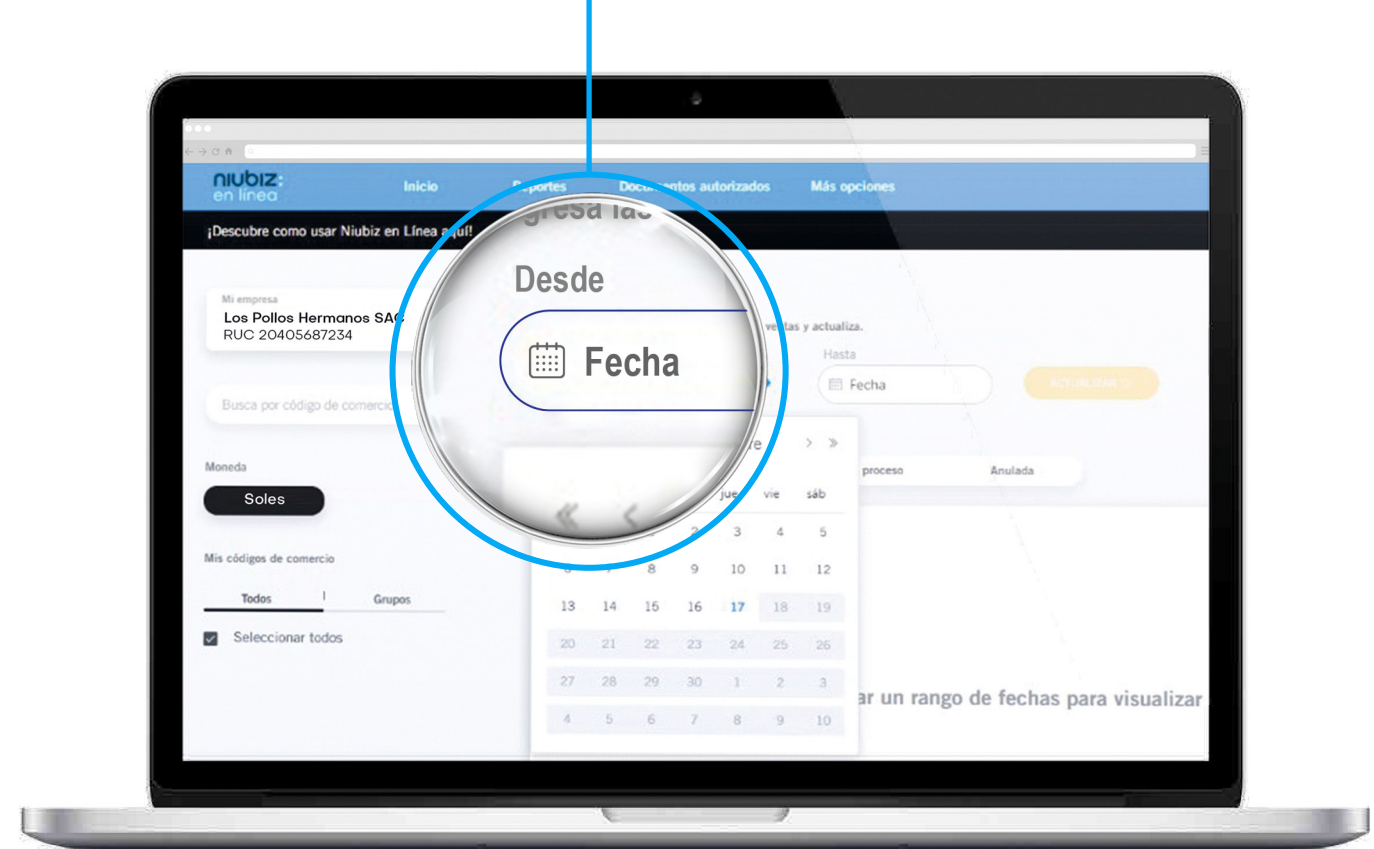 niubiz:
en línea
Inicio
Reportes
Documentos autorizados
Más opciones
¡Descubre como usar Niubiz en Línea aquí!
Mi empresa
Los Pollos Hermanos SAC
RUC 20405687234
Busca por código de comercio
Moneda
Soles
Mis códigos de comercio
Todos
Grupos
Seleccionar todos
las
Desde
Fecha
ventas y actualiza.
Hasta
Fecha
ACTUALIZAR
proceso
Anulada
jue vie sáb
2 3 4 5
8 9 10 11 12
13 14 15 16 17 18 19
20 21 22 23 24 25 26
27 28 29 30 1 2 3
4 5 6 7 8 9 10
un rango de fechas para visualizar